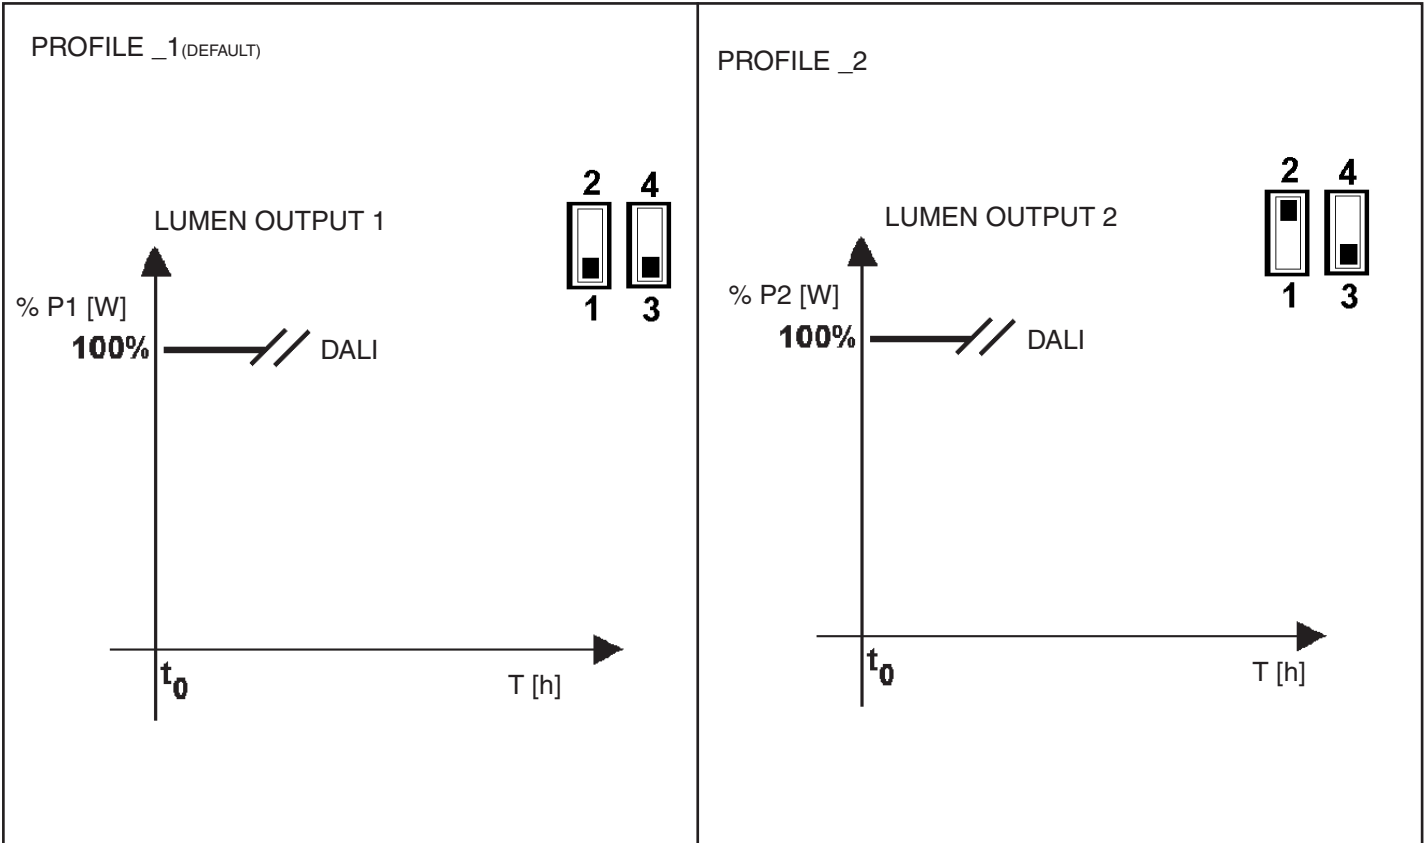 PROFILE _1(DEFAULT)
2 4
LUMEN OUTPUT 1
1 3
% P1 [W]
100%
DALI
t0
T [h]
PROFILE _2
2 4
LUMEN OUTPUT 2
1 3
% P2 [W]
100%
DALI
t0
T [h]